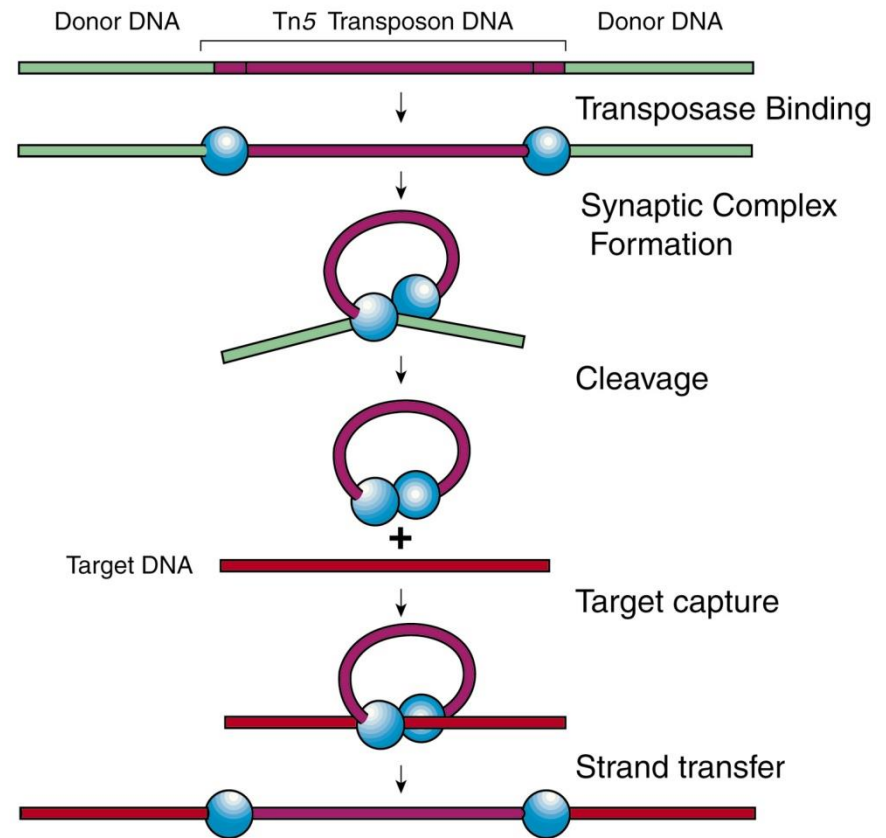 Donor DNA Tn5 Transposon DNA Donor DNA
Transposase Binding
Synaptic Complex
Formation
Cleavage
+
Target DNA
Target capture
Strand transfer